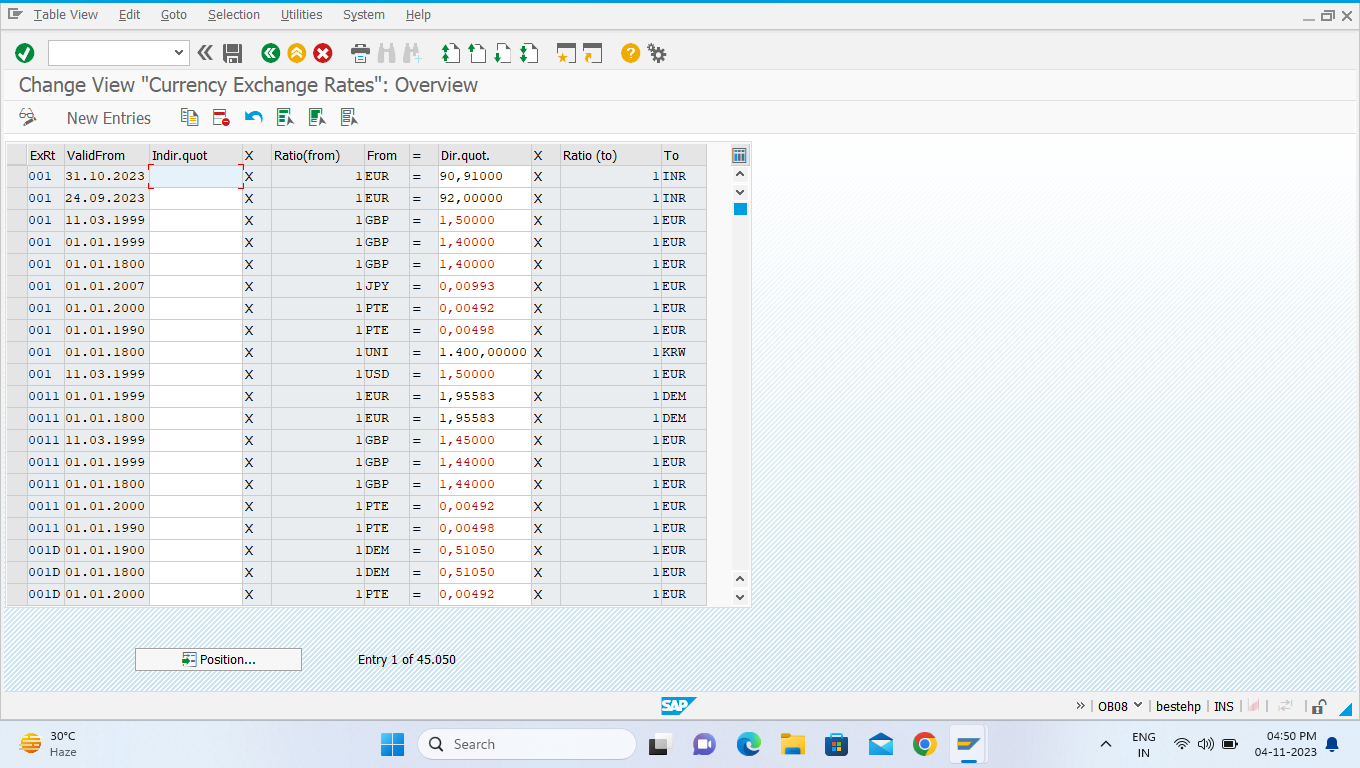 Table View Edit Goto Selection Utilities System Help
Change View "Currency Exchange Rates": Overview
New Entries
ExRt ValidFrom Indir.quot X Ratio(from) From = Dir.quot. X Ratio (to) To
001 31.10.2023 X 1 EUR = 90,91000 X 1 INR
001 24.09.2023 X 1 EUR = 92,00000 X 1 INR
001 11.03.1999 X 1 GBP = 1,50000 X 1 EUR
001 01.01.1999 X 1 GBP = 1,40000 X 1 EUR
001 01.01.1800 X 1 GBP = 1,40000 X 1 EUR
001 01.01.2007 X 1 JPY = 0,00993 X 1 EUR
001 01.01.2000 X 1 PTE = 0,00492 X 1 EUR
001 01.01.1990 X 1 PTE = 0,00498 X 1 EUR
001 01.01.1800 X 1 UNI = 1.400,00000 X 1 KRW
001 11.03.1999 X 1 USD = 1,50000 X 1 EUR
0011 01.01.1999 X 1 EUR = 1,95583 X 1 DEM
0011 01.01.1800 X 1 EUR = 1,95583 X 1 DEM
0011 11.03.1999 X 1 GBP = 1,45000 X 1 EUR
0011 01.01.1999 X 1 GBP = 1,44000 X 1 EUR
0011 01.01.1800 X 1 GBP = 1,44000 X 1 EUR
0011 01.01.2000 X 1 PTE = 0,00492 X 1 EUR
0011 01.01.1990 X 1 PTE = 0,00498 X 1 EUR
001D 01.01.1900 X 1 DEM = 0,51050 X 1 EUR
001D 01.01.1800 X 1 DEM = 0,51050 X 1 EUR
001D 01.01.2000 X 1 PTE = 0,00492 X 1 EUR
Position... Entry 1 of 45.050
SAP OB08 bestehp INS
30°C
Haze
Search
ENG
IN
04:50 PM
04-11-2023